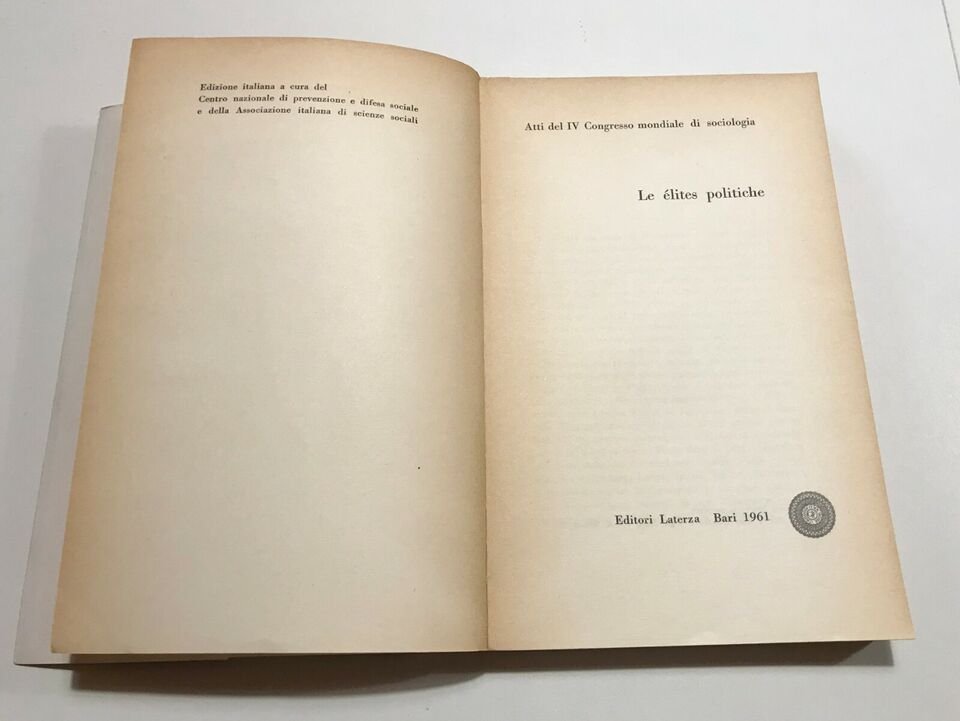 Edizione italiana a cura del
Centro nazionale di prevenzione e difesa sociale
e della Associazione italiana di scienze sociali
Atti del IV Congresso mondiale di sociologia
Le élites politiche
Editori Laterza Bari 1961